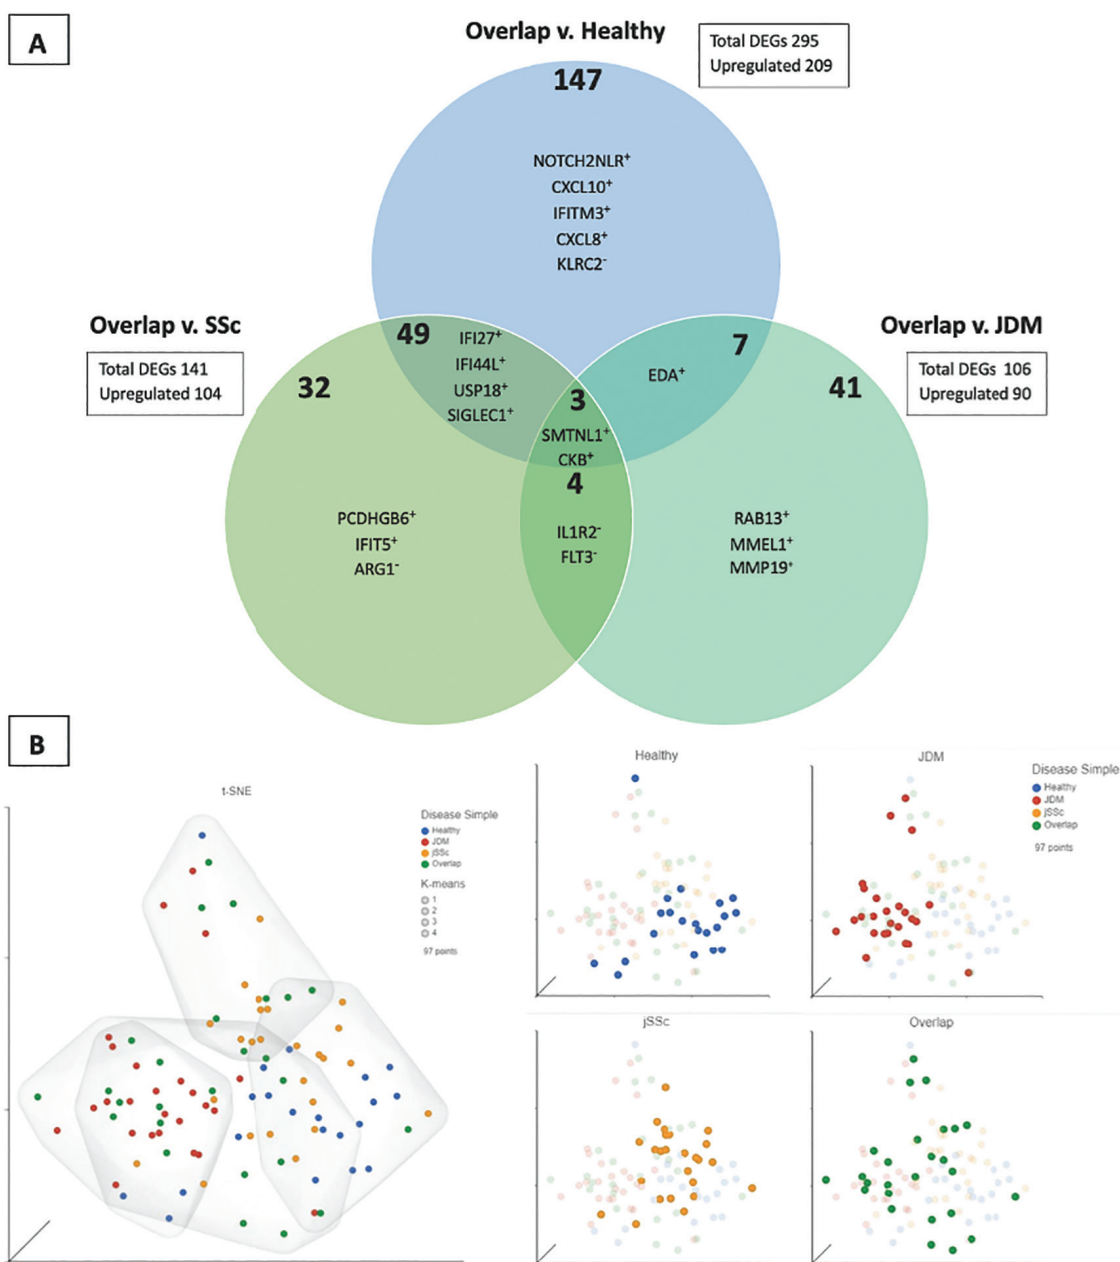 A
Overlap v. Healthy
Total DEGs 295
Upregulated 209
147
NOTCH2NLR⁺
CXCL10⁺
IFITM3⁺
CXCL8⁺
KLRC2⁻
Overlap v. SSc
Total DEGs 141
Upregulated 104
Overlap v. JDM
Total DEGs 106
Upregulated 90
49
IFI27⁺
IFI44L⁺
USP18⁺
SIGLEC1⁺
7
EDA⁺
32
41
3
SMTNL1⁺
CKB⁺
4
IL1R2⁻
FLT3⁻
PCDHGB6⁺
IFIT5⁺
ARG1⁻
RAB13⁺
MMEL1⁺
MMP19⁺
B
t-SNE
Disease Simple
Healthy
JDM
jSSc
Overlap
K-means
1
2
3
4
97 points
Healthy
JDM
Disease Simple
Healthy
JDM
jSSc
Overlap
97 points
jSSc
Overlap